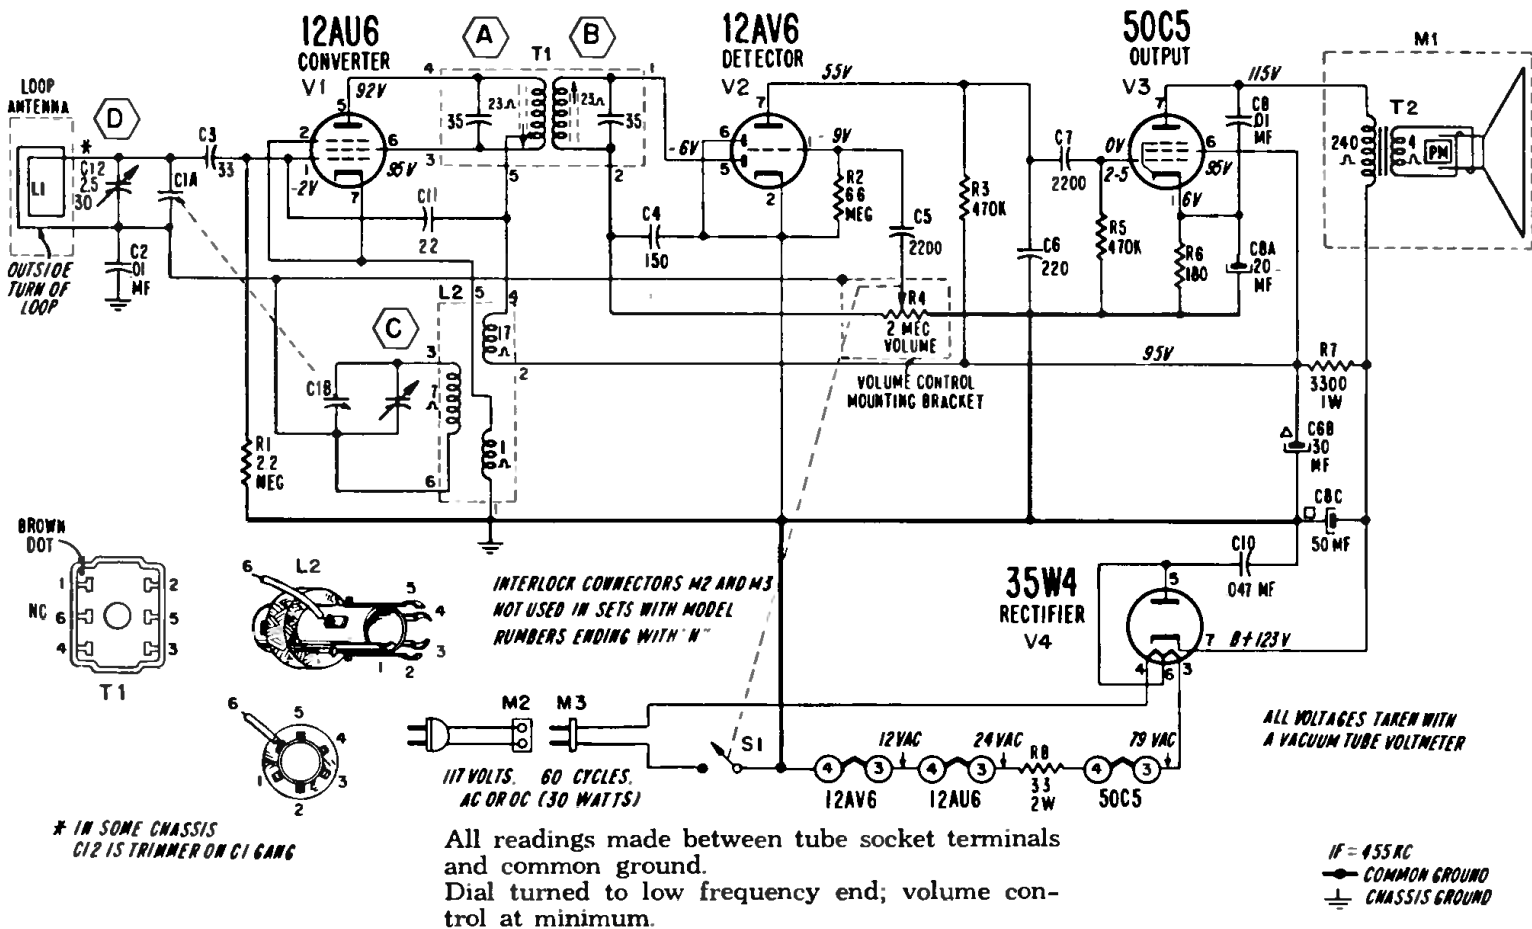 12AU6
CONVERTER
V1
A
T1
B
12AV6
DETECTOR
V2
50C5
OUTPUT
V3
M1
LOOP
ANTENNA
D
*
C12
2.5
30
L1
C1A
C3
33
92V
5
2
1
6
-2V
7
95V
4
3
35
23Ω
23Ω
35
1
5
2
C11
22
C2
.01
MF
OUTSIDE
TURN OF
LOOP
-6V
55V
7
6
5
2
1
-.9V
R2
66
MEG
C4
150
C5
2200
R3
470K
C7
2200
0V
2-5
R5
470K
C6
220
7
6
95V
1
6V
R6
180
115V
C8
.01
MF
C8A
20
MF
T2
240
Ω
4
Ω
PM
L2
5
4
17
Ω
2
C
C1B
3
7
Ω
6
1
Ω
1
R1
2.2
MEG
R4
2 MEG
VOLUME
VOLUME CONTROL
MOUNTING BRACKET
95V
R7
3300
1W
C6B
30
MF
C8C
50 MF
C10
047 MF
35W4
RECTIFIER
V4
5
7
B+123V
4
6
3
BROWN
DOT
1
2
NC
6
5
4
3
T1
L2
6
5
4
3
2
1
INTERLOCK CONNECTORS M2 AND M3
NOT USED IN SETS WITH MODEL
RUMBERS ENDING WITH "N"
6
5
4
3
2
1
M2
M3
117 VOLTS. 60 CYCLES.
AC OR DC (30 WATTS)
S1
4
3
12AV6
12VAC
4
3
12AU6
24VAC
R8
33
2W
4
3
50C5
79 VAC
ALL VOLTAGES TAKEN WITH
A VACUUM TUBE VOLTMETER
* IN SOME CHASSIS
C12 IS TRIMMER ON C1 GANG
All readings made between tube socket terminals
and common ground.
Dial turned to low frequency end; volume con-
trol at minimum.
IF = 455 KC
COMMON GROUND
CHASSIS GROUND